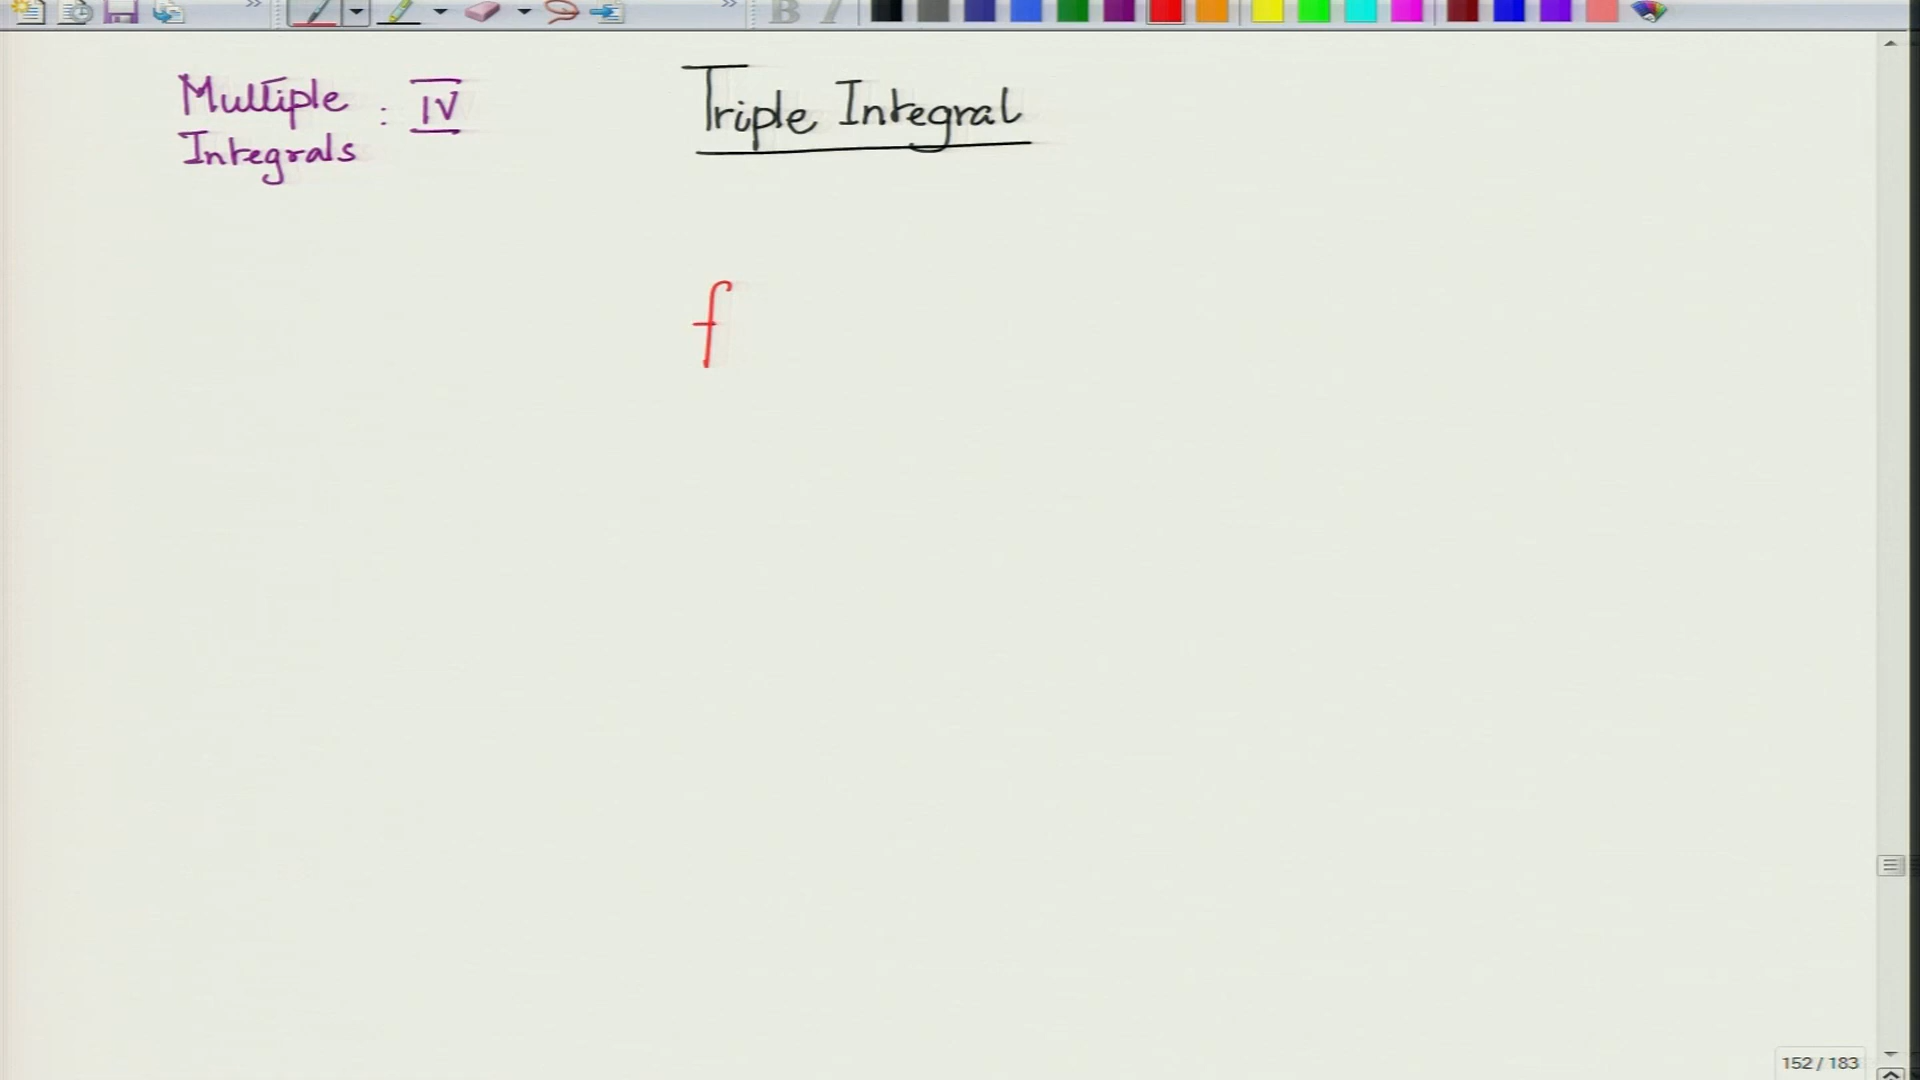 Multiple
Integrals : IV
Triple Integral
f
152 / 183